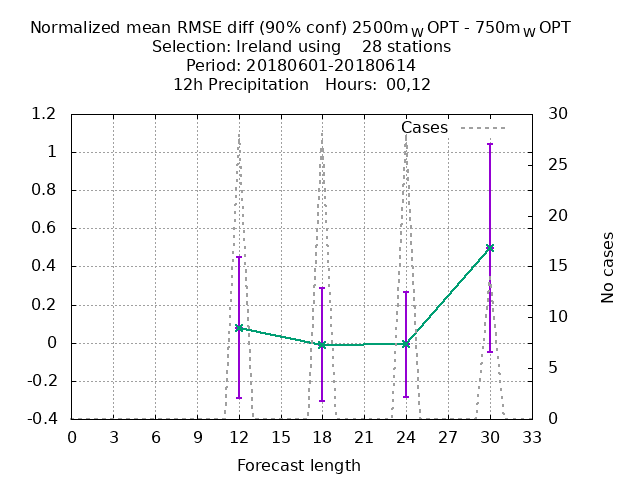 Normalized mean RMSE diff (90% conf) 2500m_W OPT - 750m_W OPT
Selection: Ireland using    28 stations
Period: 20180601-20180614
12h Precipitation   Hours:  00,12
Cases
1.2
1
0.8
0.6
0.4
0.2
0
-0.2
-0.4
30
25
20
15
10
5
0
No cases
0 3 6 9 12 15 18 21 24 27 30 33
Forecast length